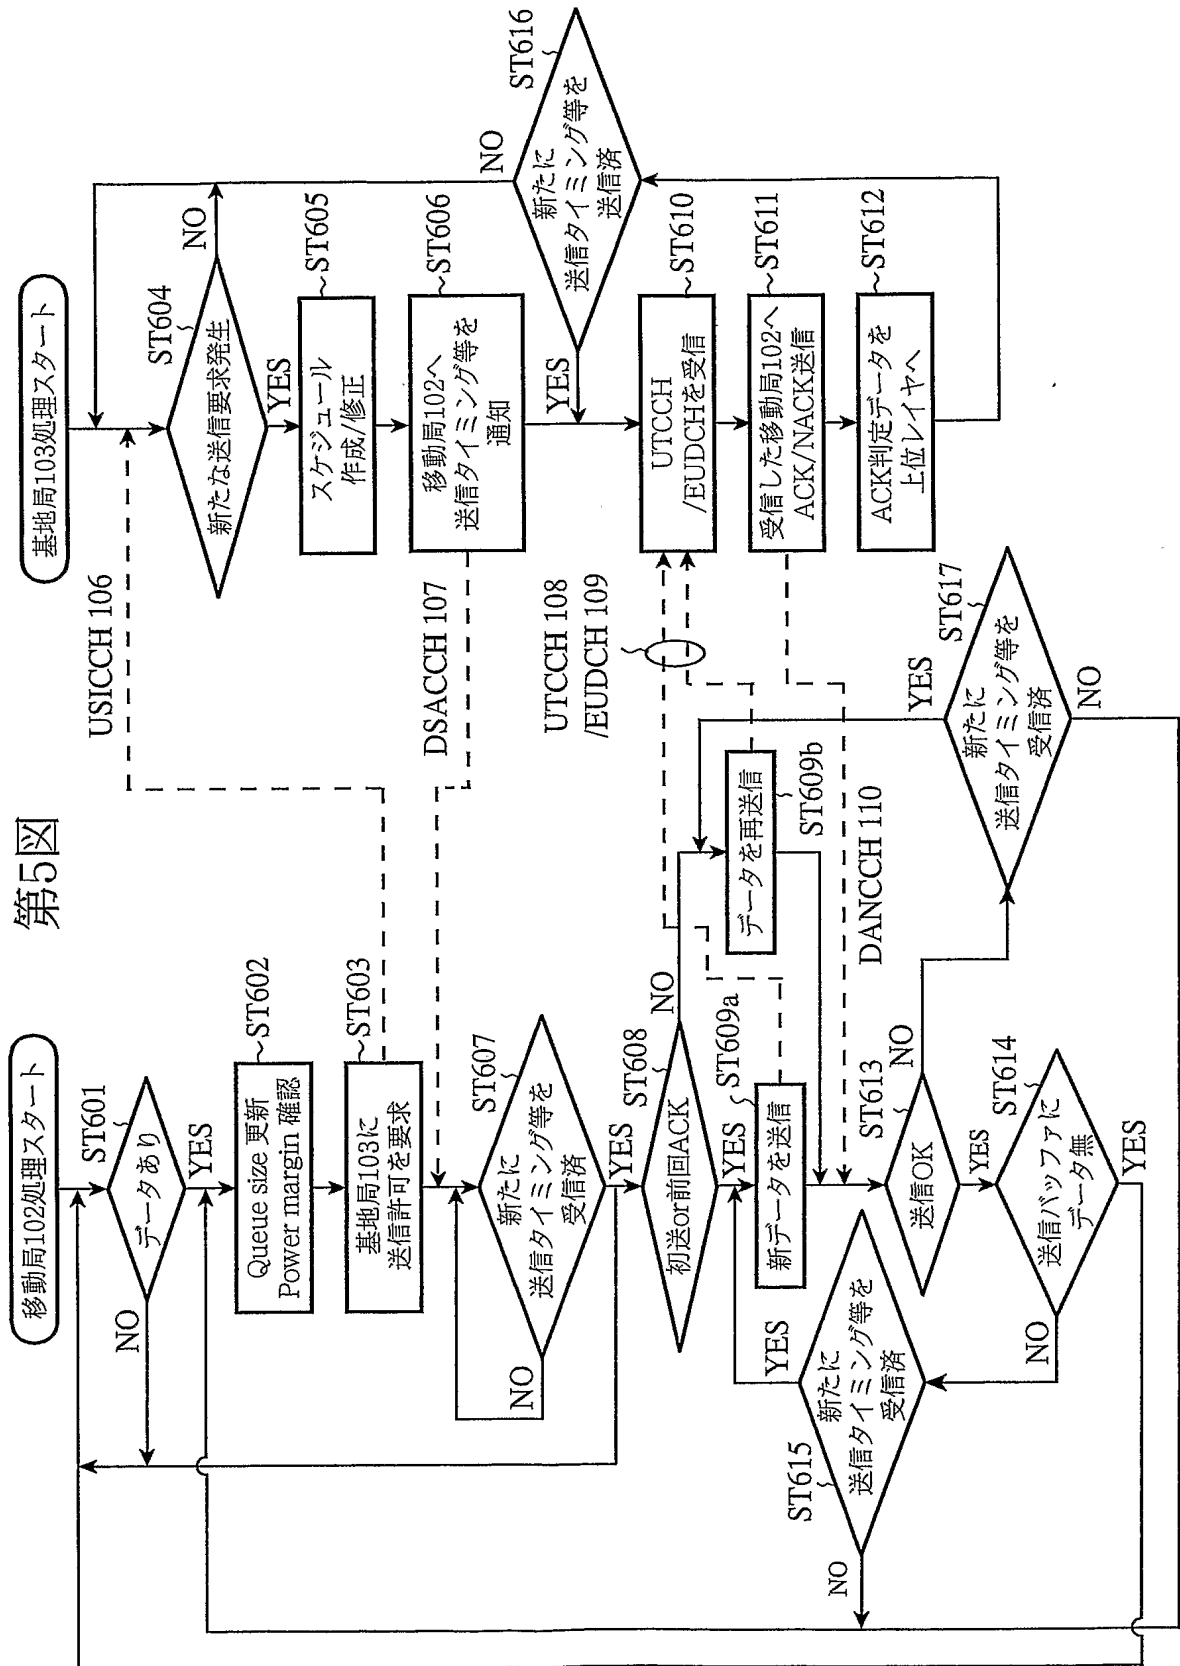 第5図
移動局102処理スタート
ST601
データあり
NO
YES
ST602
Queue size 更新
Power margin 確認
ST603
基地局103に
送信許可を要求
ST607
新たに
送信タイミング等を
受信済
NO
YES
ST608
初送or前回ACK
NO
YES
ST609a
新データを送信
ST609b
データを再送信
ST613
送信OK
NO
YES
ST614
送信バッファに
データ無
NO
YES
ST615
新たに
送信タイミング等を
受信済
YES
NO
ST617
新たに
送信タイミング等を
受信済
YES
NO
USICCH 106
DSACCH 107
UTCCH 108
/EUDCH 109
DANCCH 110
基地局103処理スタート
ST604
新たな送信要求発生
NO
YES
ST605
スケジュール
作成/修正
ST606
移動局102へ
送信タイミング等を
通知
ST616
新たに
送信タイミング等を
送信済
NO
YES
ST610
UTCCH
/EUDCHを受信
ST611
受信した移動局102へ
ACK/NACK送信
ST612
ACK判定データを
上位レイヤへ